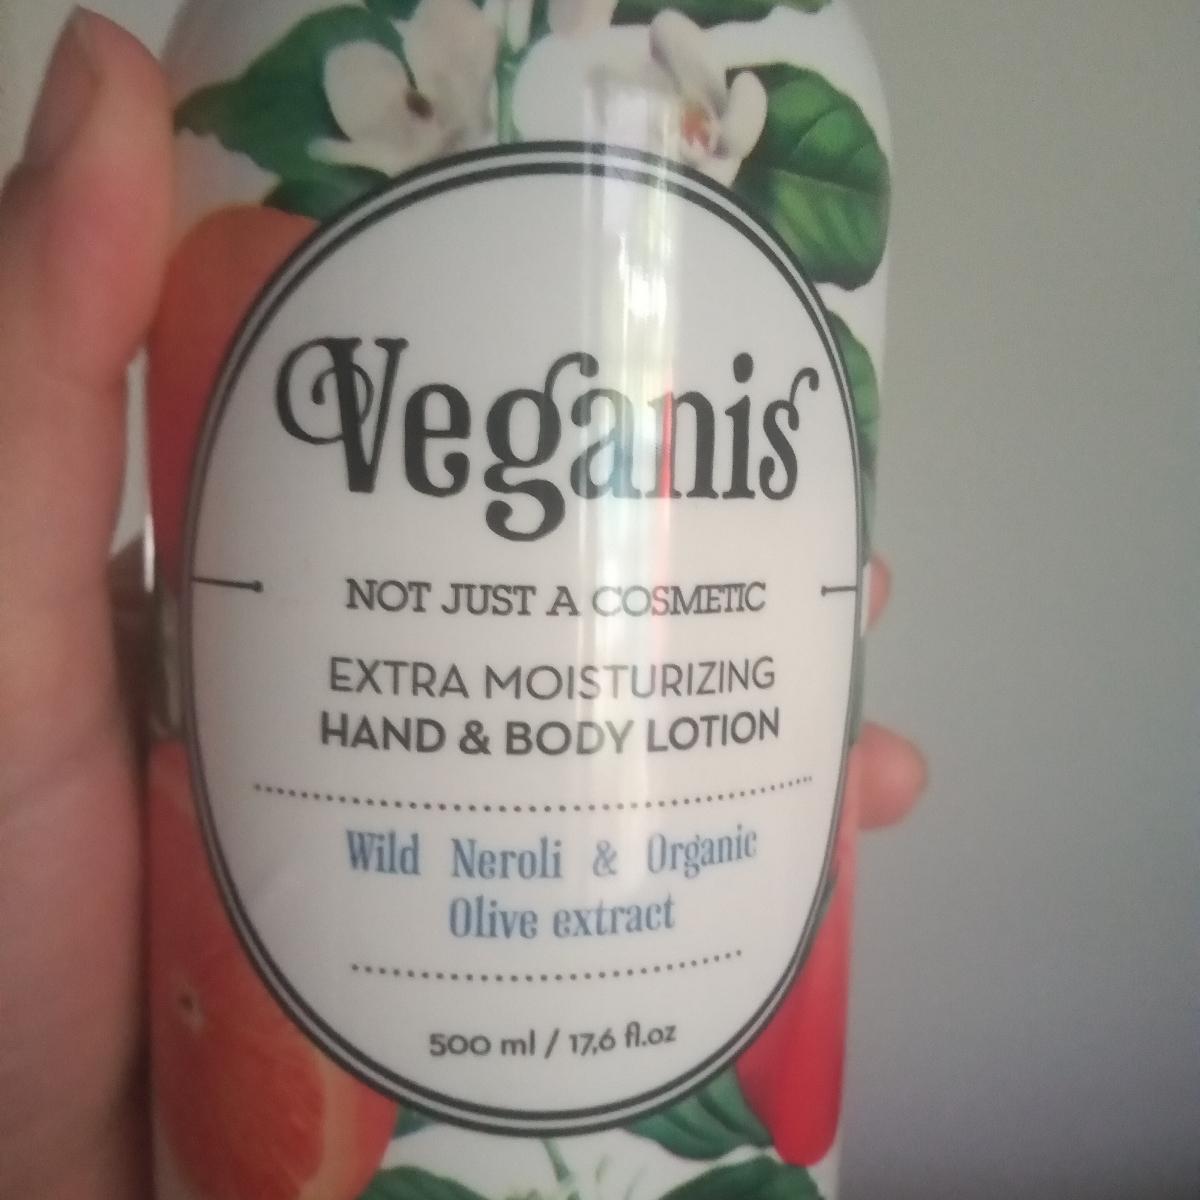 Veganis
NOT JUST A COSMETIC
EXTRA MOISTURIZING
HAND & BODY LOTION
Wild Neroli & Organic
Olive extract
500 ml / 17,6 fl.oz